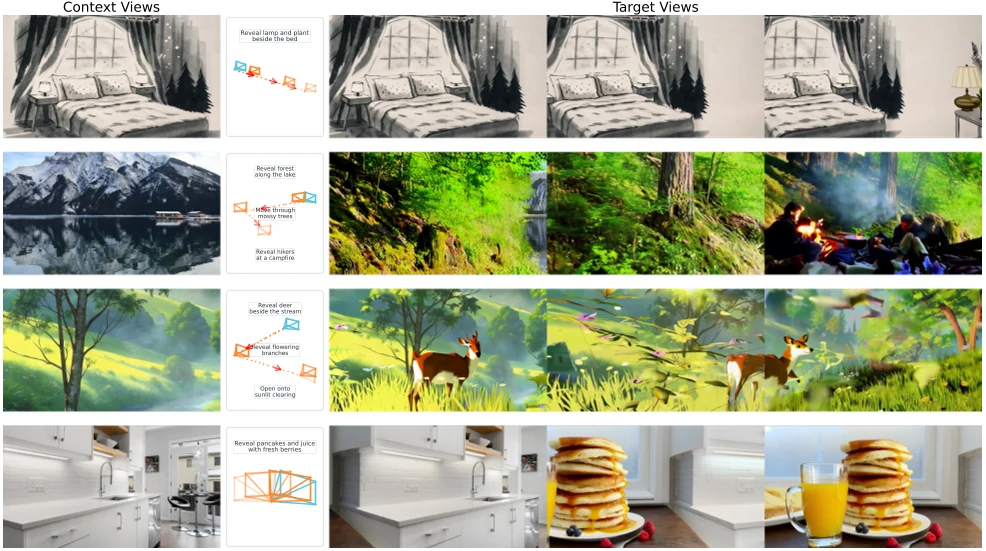 Context Views
Target Views
Reveal lamp and plant
beside the bed
Reveal forest
along the lake
Move through
mossy trees
Reveal hikers
at a campfire
Reveal deer
beside the stream
Reveal flowering
branches
Open onto
sunlit clearing
Reveal pancakes and juice
with fresh berries